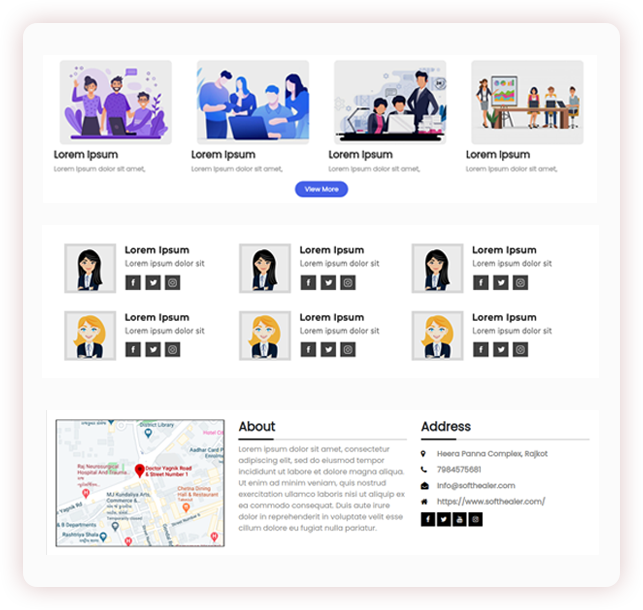 Lorem Ipsum
Lorem ipsum dolor sit amet,
Lorem Ipsum
Lorem ipsum dolor sit amet,
Lorem Ipsum
Lorem ipsum dolor sit amet,
Lorem Ipsum
Lorem ipsum dolor sit amet,
View More
Lorem Ipsum
Lorem ipsum dolor sit
Lorem Ipsum
Lorem ipsum dolor sit
Lorem Ipsum
Lorem ipsum dolor sit
Lorem Ipsum
Lorem ipsum dolor sit
Lorem Ipsum
Lorem ipsum dolor sit
Lorem Ipsum
Lorem ipsum dolor sit
District Library
Hotel
Aadhar Card
Enrolment
Raj Neurosurgical
Hospital And Trauma
Doctor Yagnik Road
& Street Number 1
MJ Kundaliya Arts,
Commerce &
Temporarily closed
Chetna Dining
Hall & Restaurant
Takeout
& B Departments
Rashtriya Shala
About
Lorem ipsum dolor sit amet, consectetur
adipiscing elit, sed do eiusmod tempor
incididunt ut labore et dolore magna aliqua.
Ut enim ad minim veniam, quis nostrud
exercitation ullamco laboris nisi ut aliquip ex
ea commodo consequat. Duis aute irure
dolor in reprehenderit in voluptate velit esse
cillum dolore eu fugiat nulla pariatur.
Address
Heera Panna Complex, Rajkot
7984575681
Info@softhealer.com
https://www.softhealer.com/